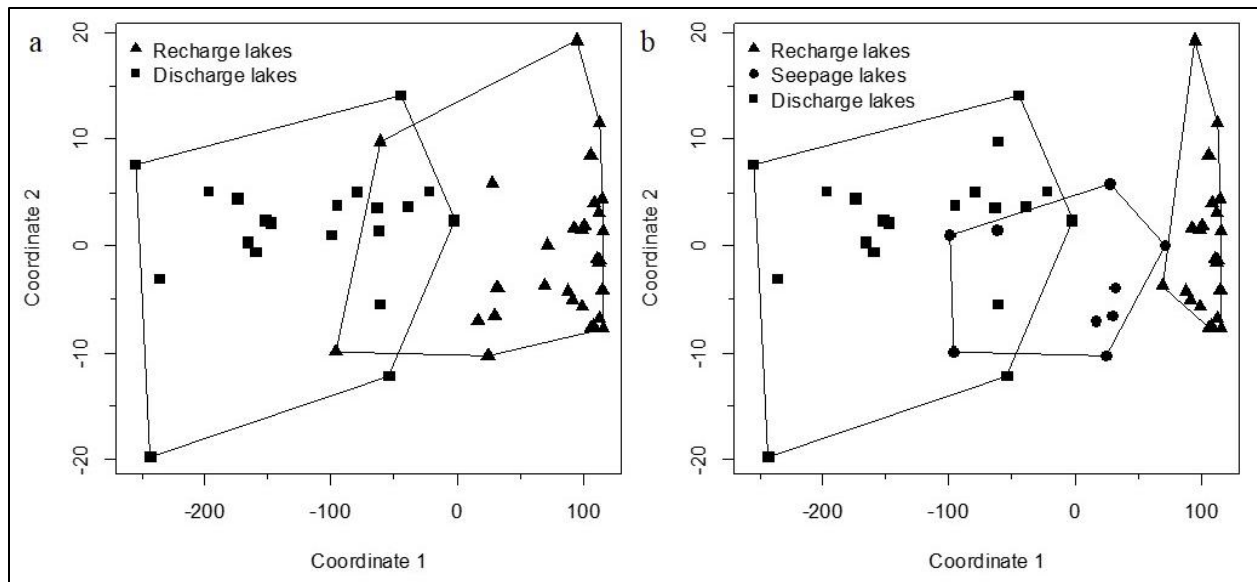 a
Recharge lakes
Discharge lakes
20
10
0
-10
-20
Coordinate 2
-200
-100
0
100
Coordinate 1
b
Recharge lakes
Seepage lakes
Discharge lakes
20
10
0
-10
-20
Coordinate 2
-200
-100
0
100
Coordinate 1